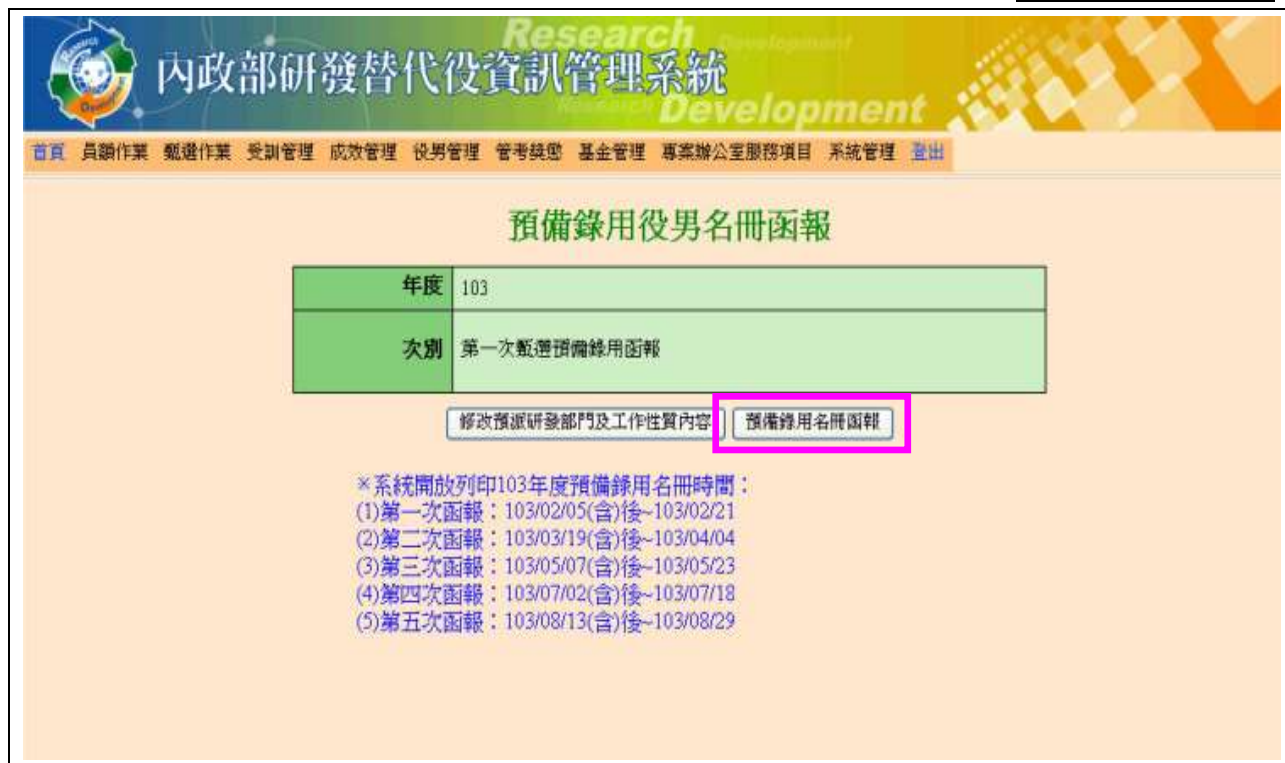 Research
Development
內政部研發替代役資訊管理系統
Development
首頁 員額作業 甄選作業 受訓管理 成效管理 役男管理 管考獎懲 基金管理 專案辦公室服務項目 系統管理 登出
預備錄用役男名冊函報
年度 103
次別 第一次甄選預備錄用函報
修改預派研發部門及工作性質內容 預備錄用名冊函報
※系統開放列印103年度預備錄用名冊時間：
(1)第一次函報：103/02/05(含)後~103/02/21
(2)第二次函報：103/03/19(含)後~103/04/04
(3)第三次函報：103/05/07(含)後~103/05/23
(4)第四次函報：103/07/02(含)後~103/07/18
(5)第五次函報：103/08/13(含)後~103/08/29